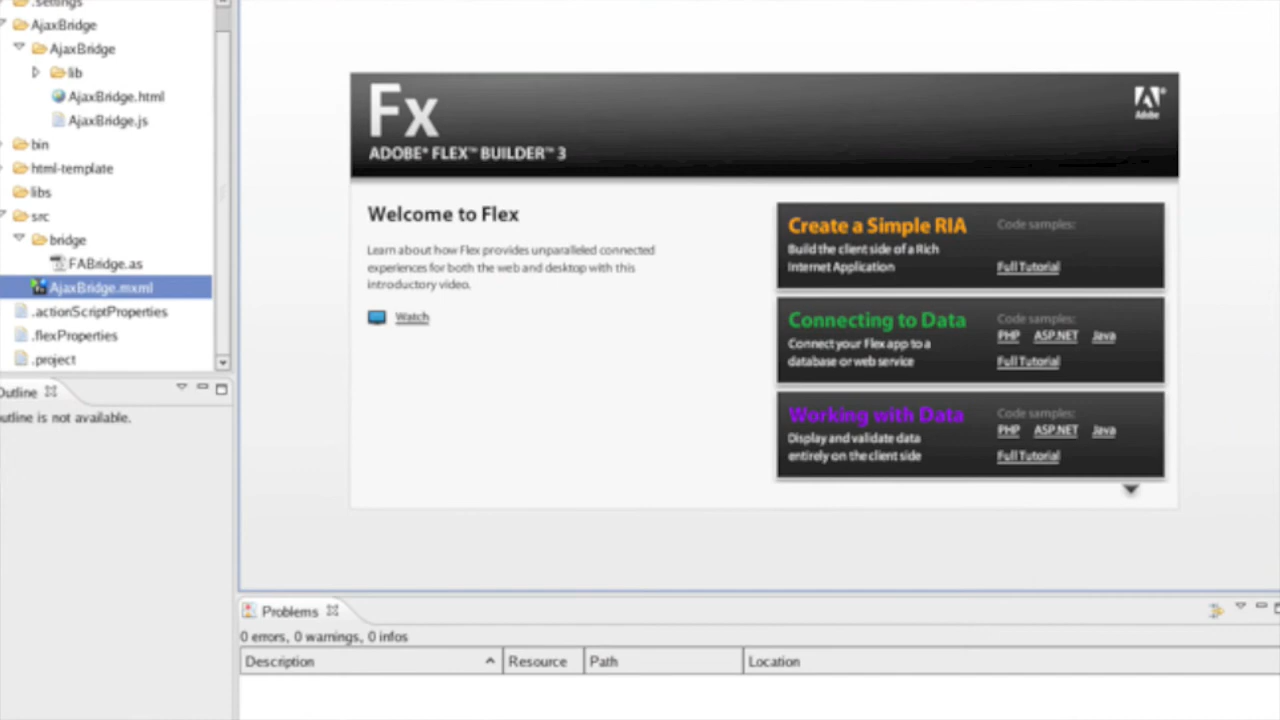 .settings
AjaxBridge
AjaxBridge
lib
AjaxBridge.html
AjaxBridge.js
bin
html-template
libs
src
bridge
FABridge.as
AjaxBridge.mxml
.actionScriptProperties
.flexProperties
.project
Outline
utline is not available.
Fx
ADOBE® FLEX™ BUILDER™ 3
Adobe®
Welcome to Flex
Learn about how Flex provides unparalleled connected
experiences for both the web and desktop with this
introductory video.
Watch
Create a Simple RIA
Build the client side of a Rich
Internet Application
Code samples:
Full Tutorial
Connecting to Data
Connect your Flex app to a
database or web service
Code samples:
PHP ASP.NET Java
Full Tutorial
Working with Data
Display and validate data
entirely on the client side
Code samples:
PHP ASP.NET Java
Full Tutorial
Problems
0 errors, 0 warnings, 0 infos
Description Resource Path Location